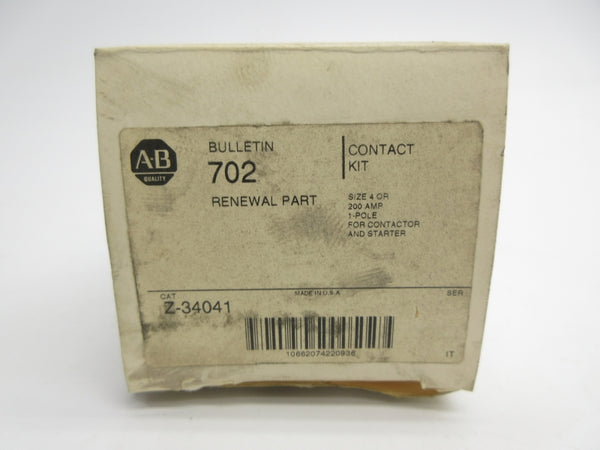 A-B
QUALITY
BULLETIN
702
RENEWAL PART
CONTACT
KIT
SIZE 4 OR
200 AMP
1-POLE
FOR CONTACTOR
AND STARTER
CAT
Z-34041
MADE IN U.S.A.
SER
10662074220936
IT